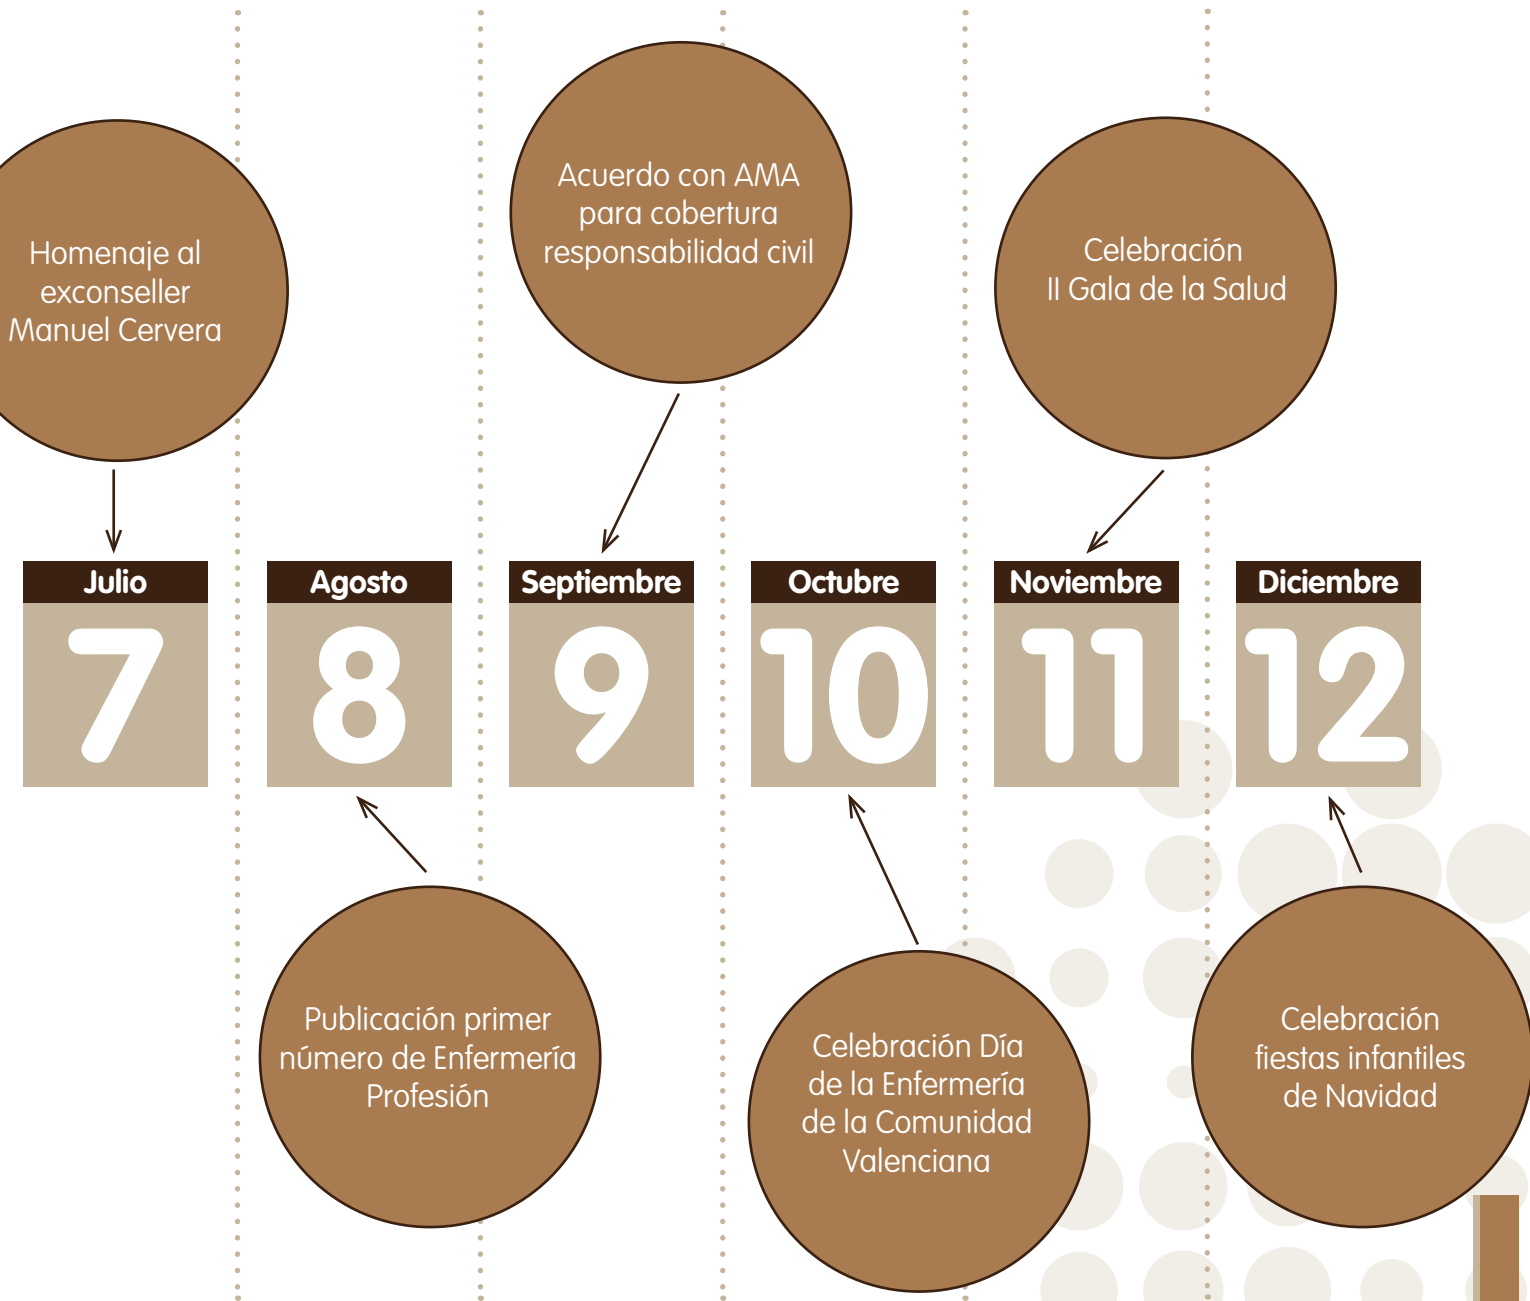 Homenaje al
exconseller
Manuel Cervera
Acuerdo con AMA
para cobertura
responsabilidad civil
Celebración
II Gala de la Salud
Julio
7
Agosto
8
Septiembre
9
Octubre
10
Noviembre
11
Diciembre
12
Publicación primer
número de Enfermería
Profesión
Celebración Día
de la Enfermería
de la Comunidad
Valenciana
Celebración
fiestas infantiles
de Navidad